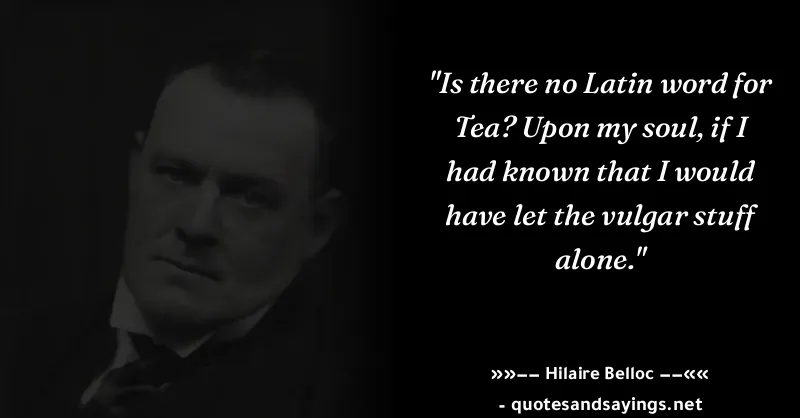 "Is there no Latin word for
Tea? Upon my soul, if I
had known that I would
have let the vulgar stuff
alone."
»»−− Hilaire Belloc −−««
- quotesandsayings.net